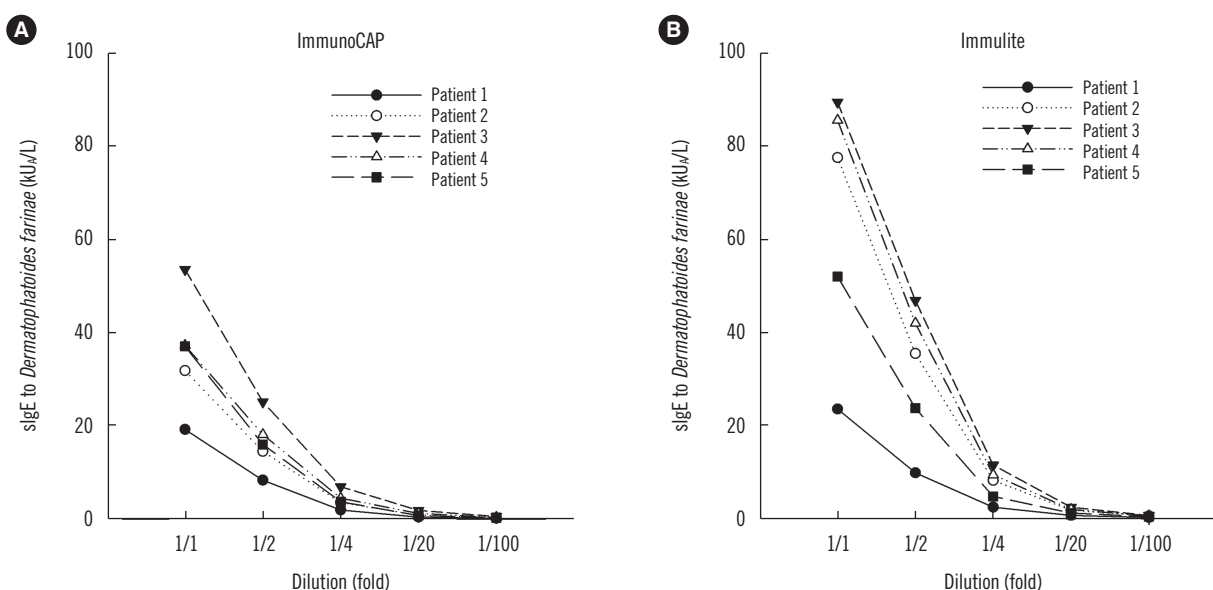 A
ImmunoCAP
100
80
60
40
20
0
sIgE to Dermatophatoides farinae (kUA/L)
Patient 1
Patient 2
Patient 3
Patient 4
Patient 5
1/1 1/2 1/4 1/20 1/100
Dilution (fold)
B
Immulite
100
80
60
40
20
0
sIgE to Dermatophatoides farinae (kUA/L)
Patient 1
Patient 2
Patient 3
Patient 4
Patient 5
1/1 1/2 1/4 1/20 1/100
Dilution (fold)